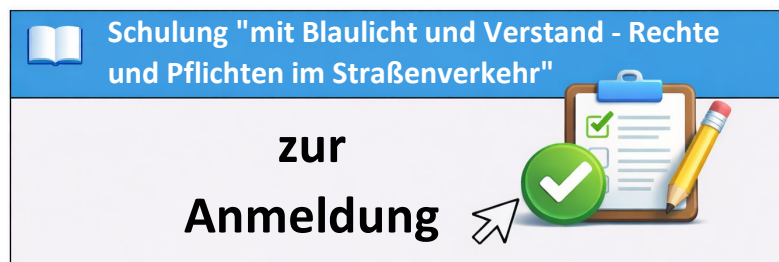 Schulung "mit Blaulicht und Verstand - Rechte
und Pflichten im Straßenverkehr"
zur
Anmeldung